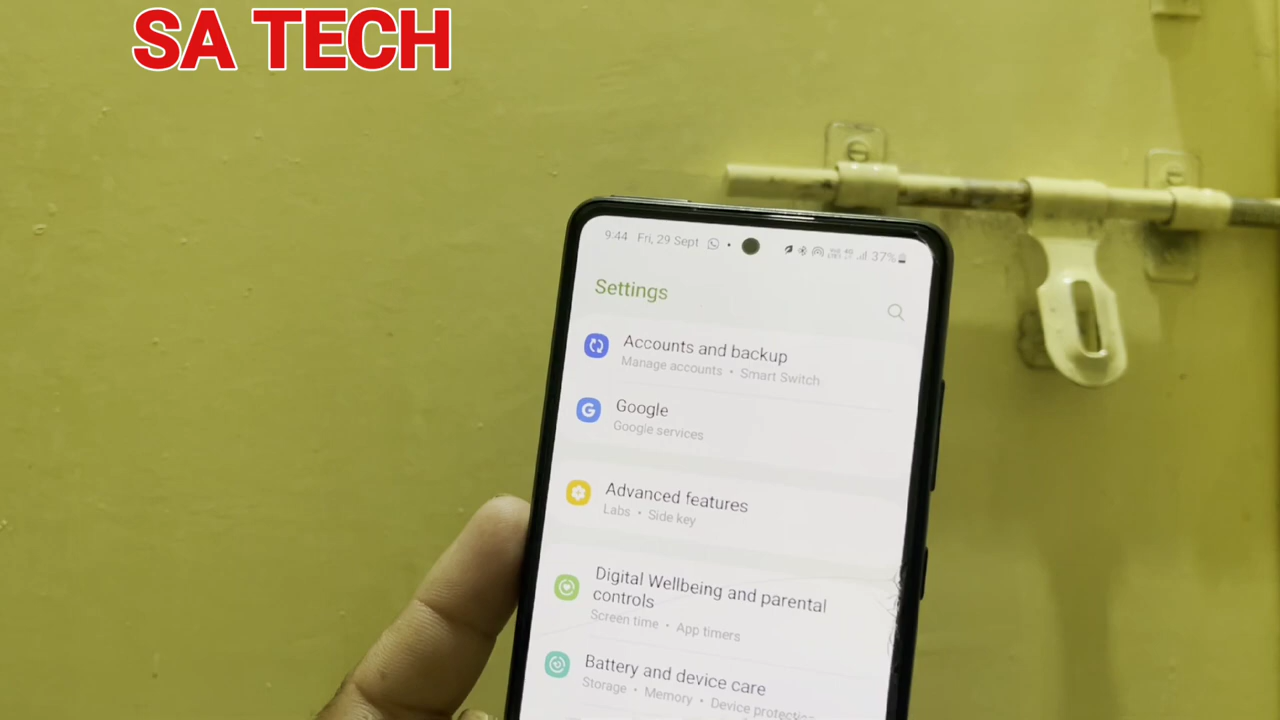 SA TECH
9:44 Fri, 29 Sept 37%
Settings
Accounts and backup
Manage accounts • Smart Switch
Google
Google services
Advanced features
Labs • Side key
Digital Wellbeing and parental
controls
Screen time • App timers
Battery and device care
Storage • Memory • Device protection